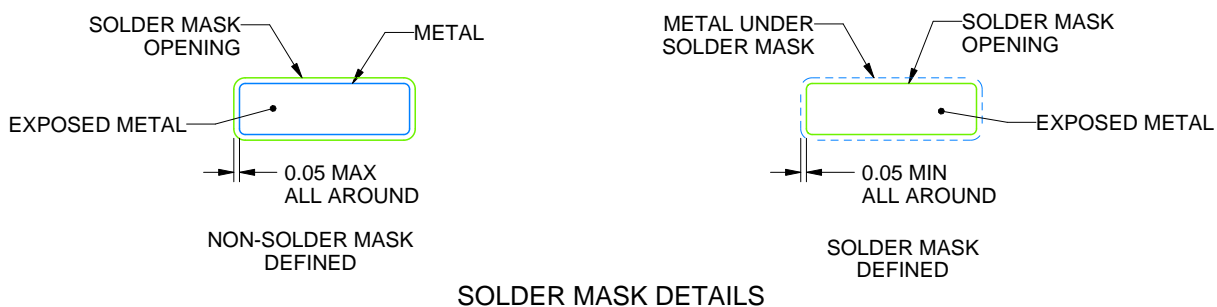 SOLDER MASK
OPENING
METAL
EXPOSED METAL
0.05 MAX
ALL AROUND
NON-SOLDER MASK
DEFINED
METAL UNDER
SOLDER MASK
SOLDER MASK
OPENING
EXPOSED METAL
0.05 MIN
ALL AROUND
SOLDER MASK
DEFINED
SOLDER MASK DETAILS